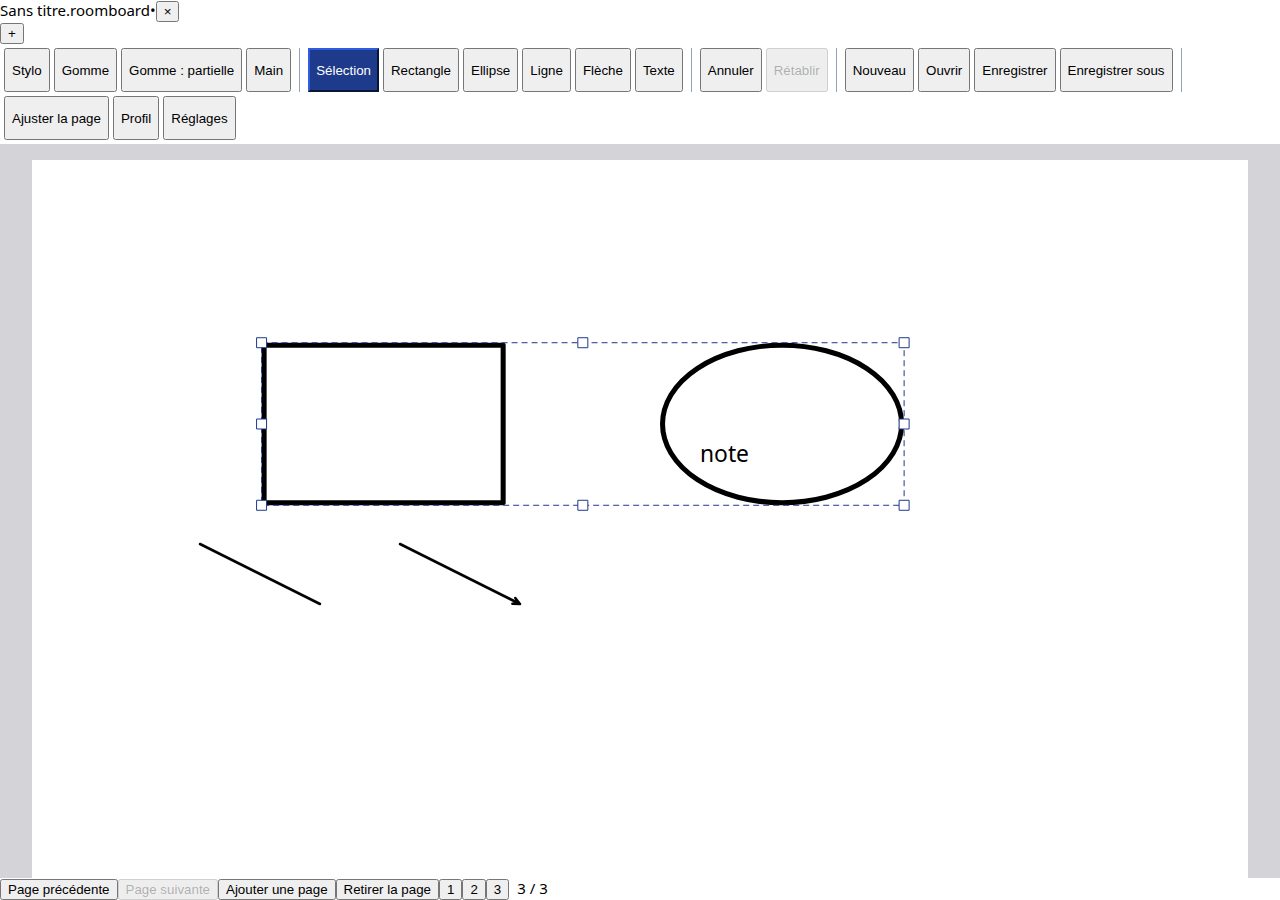 Sans titre.roomboard• ×
+
Stylo Gomme Gomme : partielle Main Sélection Rectangle Ellipse Ligne Flèche Texte Annuler Rétablir Nouveau Ouvrir Enregistrer Enregistrer sous
Ajuster la page Profil Réglages
note
Page précédente Page suivante Ajouter une page Retirer la page 1 2 3 3 / 3